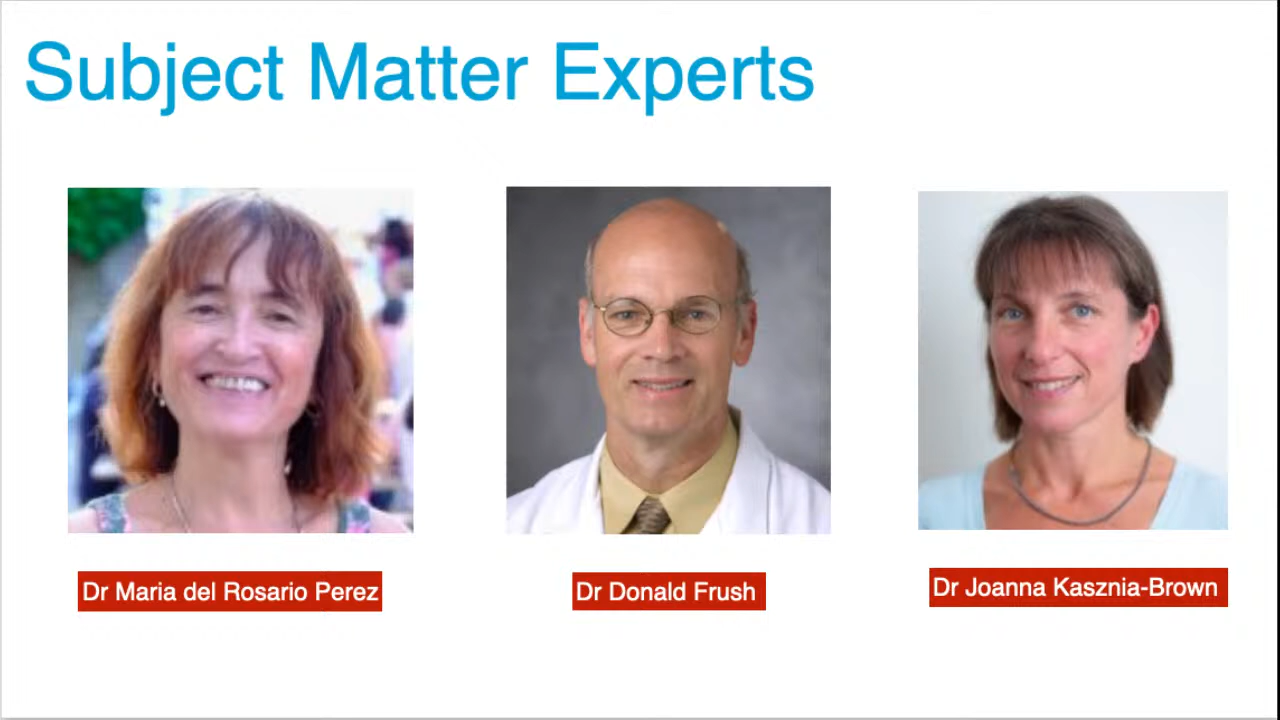 Subject Matter Experts
Dr Maria del Rosario Perez
Dr Donald Frush
Dr Joanna Kasznia-Brown